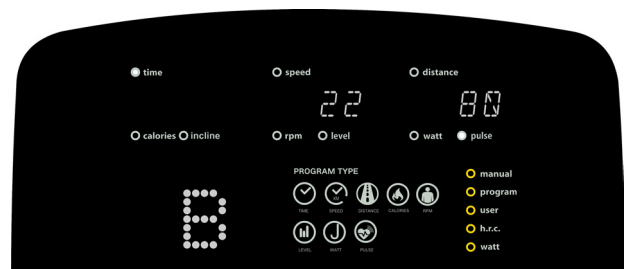 time speed distance
22 80
calories incline rpm level watt pulse
PROGRAM TYPE
manual
program
TIME SPEED DISTANCE CALORIES RPM
user
B
h.r.c.
LEVEL WATT PULSE
watt